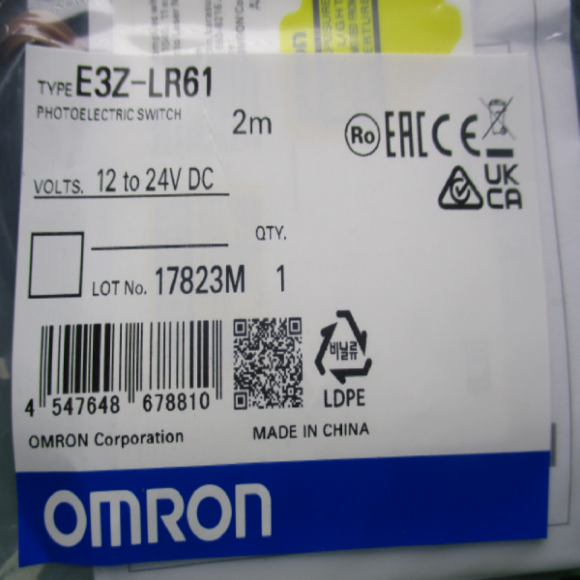 TYPE E3Z-LR61
PHOTOELECTRIC SWITCH
2m
Ro EAC CE
UK
CA
VOLTS. 12 to 24V DC
QTY.
LOT No. 17823M 1
비닐류
LDPE
4 547648 678810
OMRON Corporation
MADE IN CHINA
OMRON